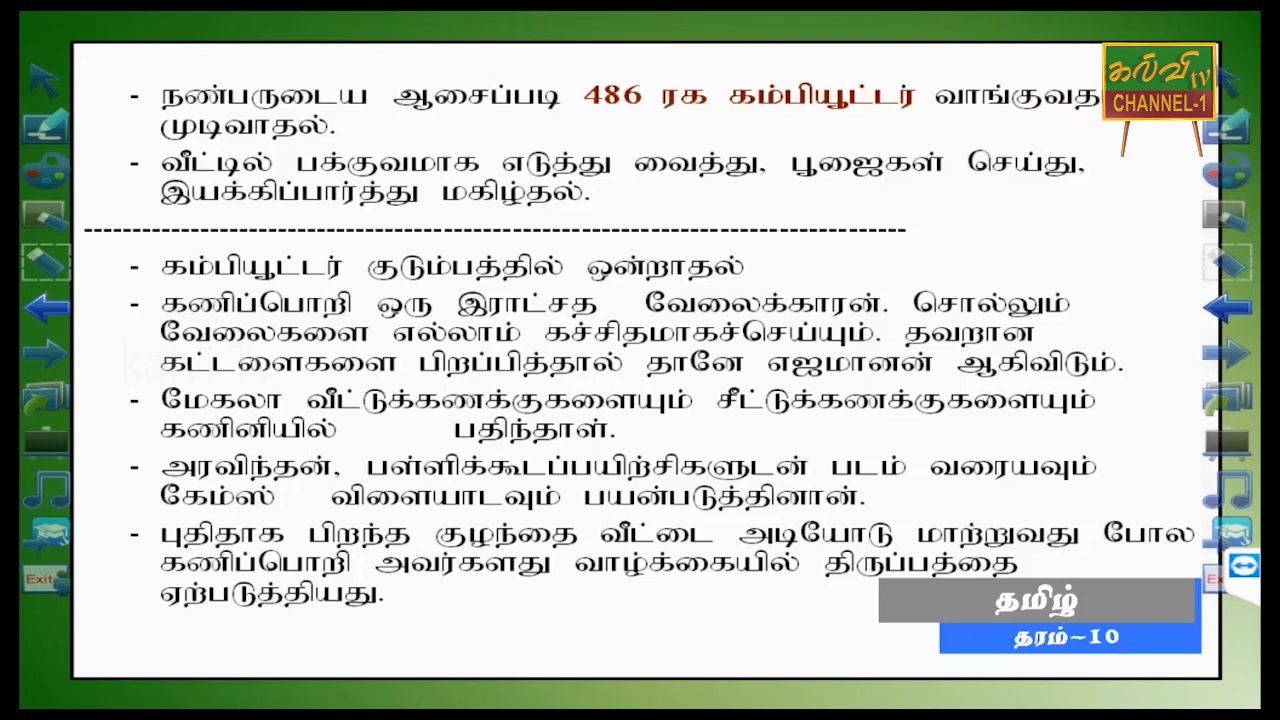 - நண்பருடைய ஆசைப்படி 486 ரக கம்பியூட்டர் வாங்குவத
முடிவாதல்.
- வீட்டில் பக்குவமாக எடுத்து வைத்து, பூஜைகள் செய்து,
இயக்கிப்பார்த்து மகிழ்தல்.
--------------------------------------------------------------------------------------
- கம்பியூட்டர் குடும்பத்தில் ஒன்றாதல்
- கணிப்பொறி ஒரு இராட்சத வேலைக்காரன். சொல்லும்
வேலைகளை எல்லாம் கச்சிதமாகச்செய்யும். தவறான
கட்டளைகளை பிறப்பித்தால் தானே எஜமானன் ஆகிவிடும்.
- மேகலா வீட்டுக்கணக்குகளையும் சீட்டுக்கணக்குகளையும்
கணினியில் பதிந்தாள்.
- அரவிந்தன், பள்ளிக்கூடப்பயிற்சிகளுடன் படம் வரையவும்
கேம்ஸ் விளையாடவும் பயன்படுத்தினான்.
- புதிதாக பிறந்த குழந்தை வீட்டை அடியோடு மாற்றுவது போல
கணிப்பொறி அவர்களது வாழ்க்கையில் திருப்பத்தை
ஏற்படுத்தியது.
கல்வி tv
CHANNEL-1
தமிழ்
தரம்-10
Exit
Ex